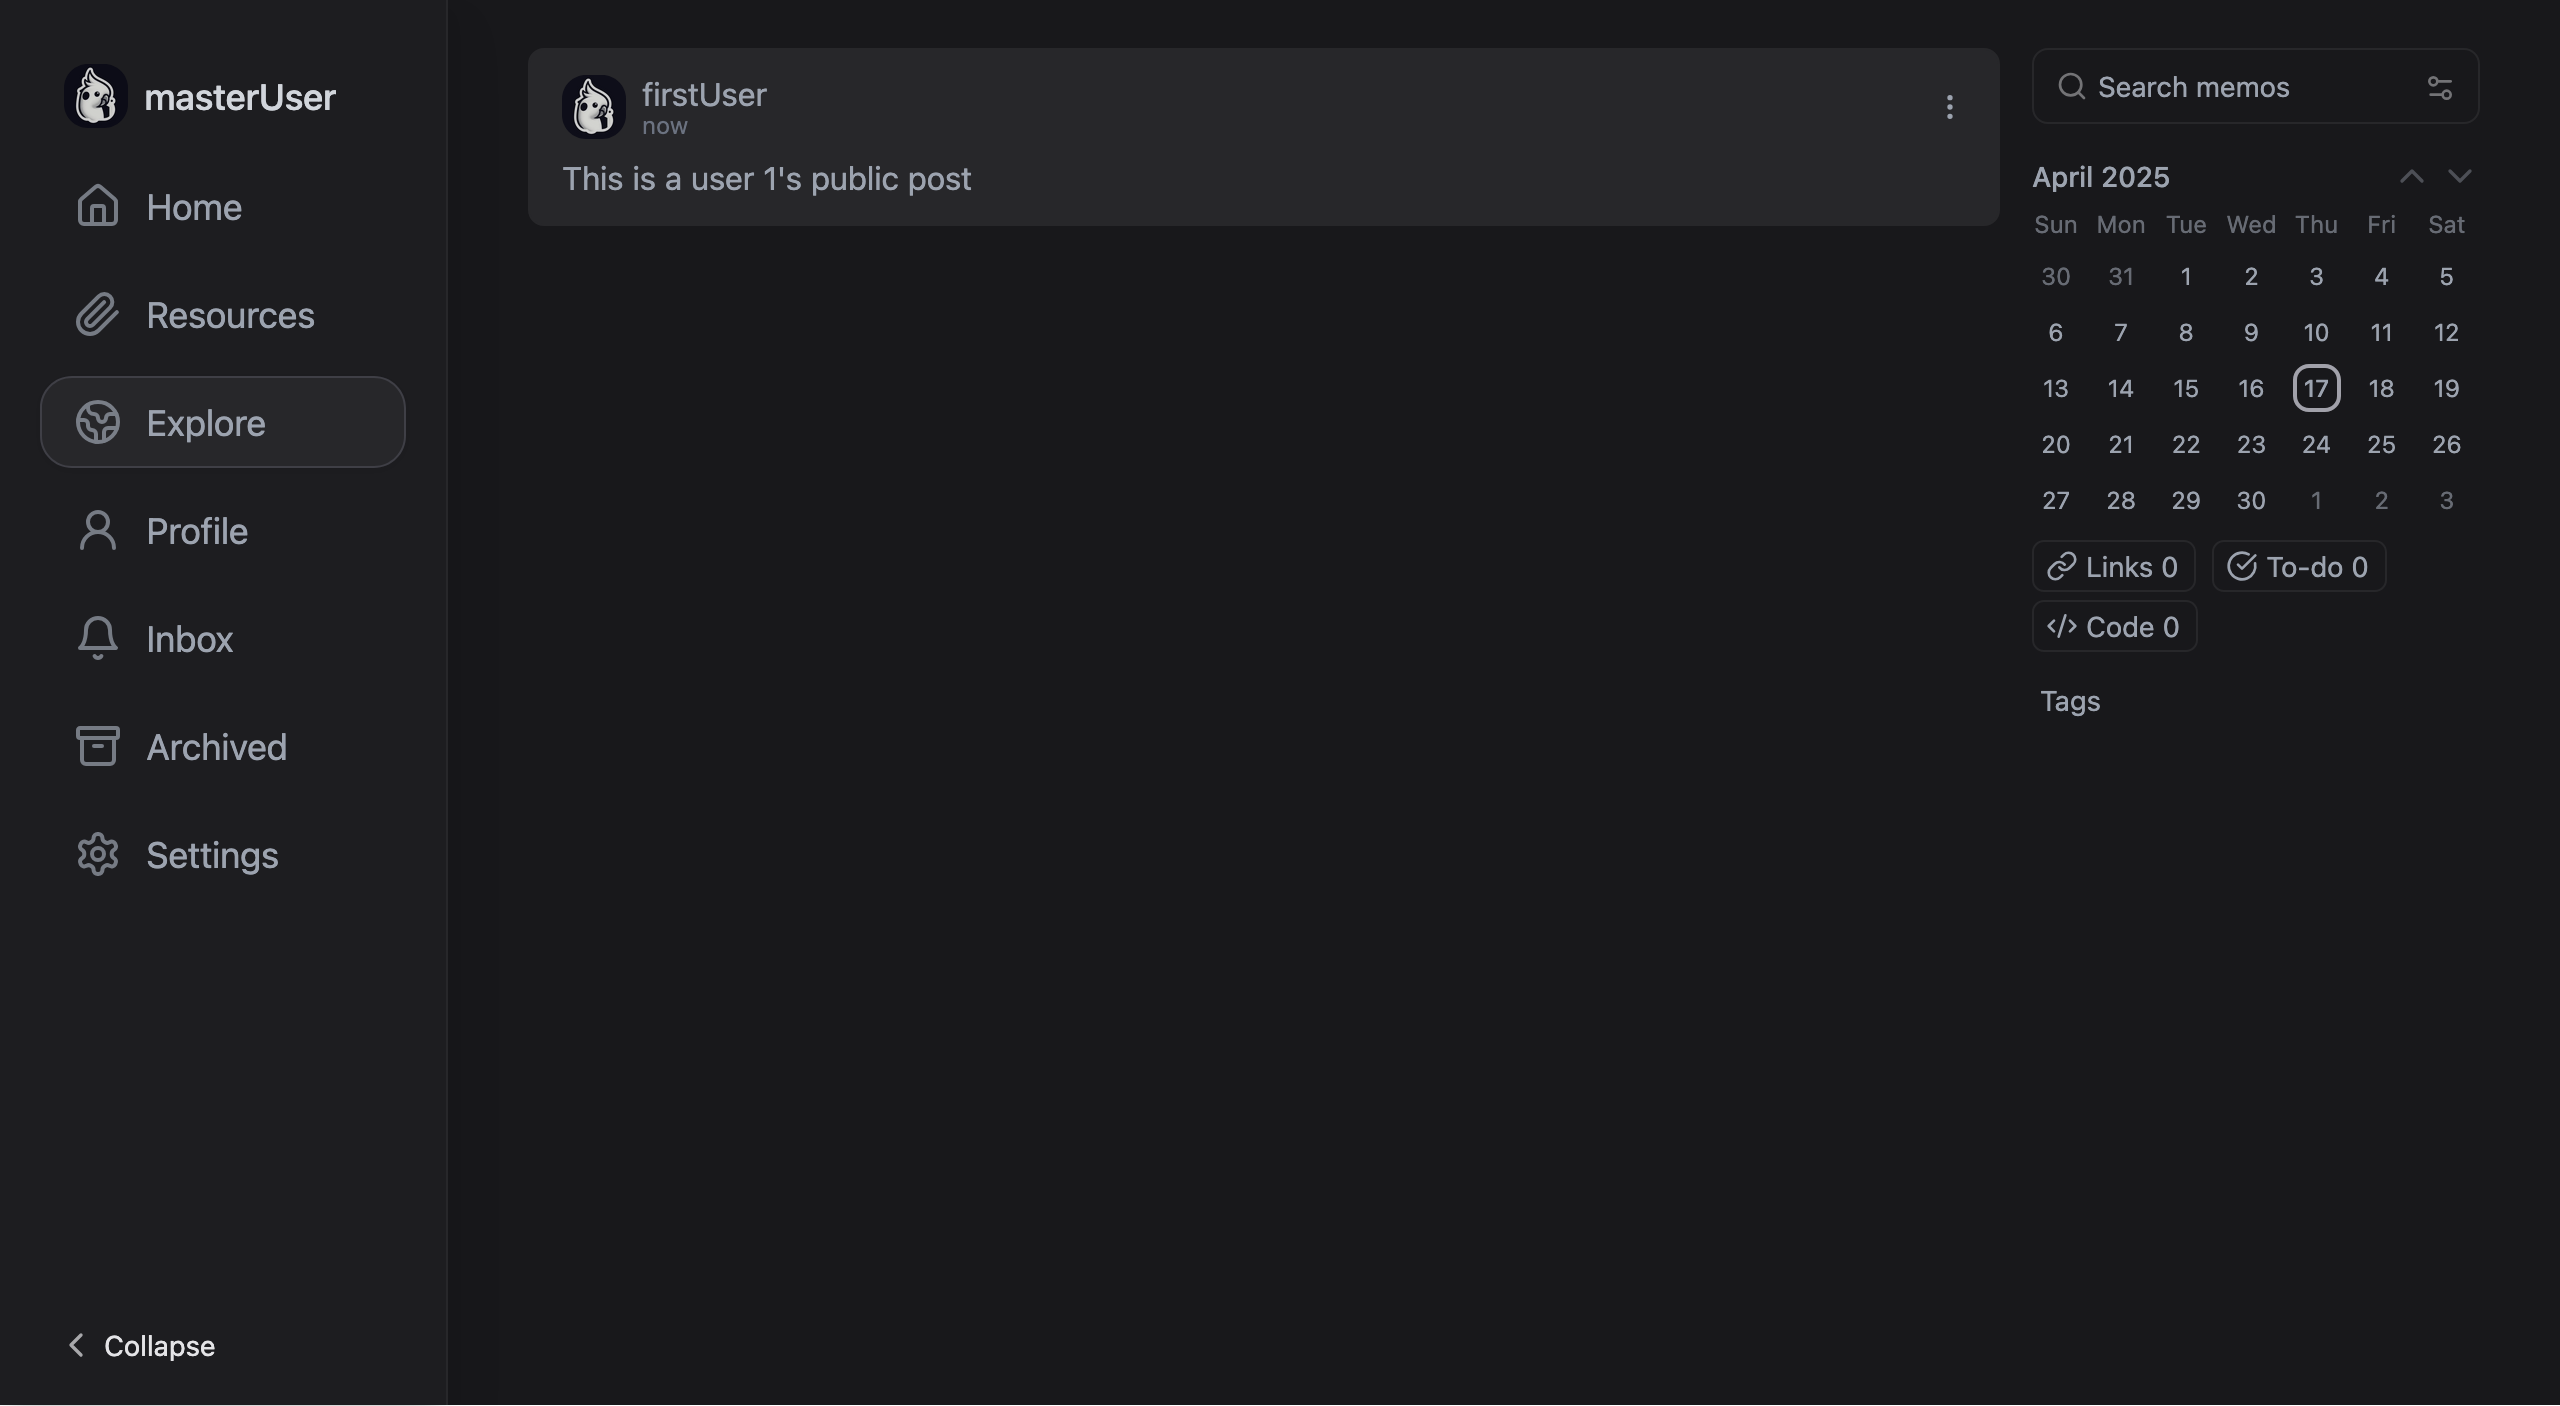 masterUser
Home
Resources
Explore
Profile
Inbox
Archived
Settings
Collapse
firstUser
now
This is a user 1's public post
Search memos
April 2025
Sun Mon Tue Wed Thu Fri Sat
30 31 1 2 3 4 5
6 7 8 9 10 11 12
13 14 15 16 17 18 19
20 21 22 23 24 25 26
27 28 29 30 1 2 3
Links 0 To-do 0
Code 0
Tags